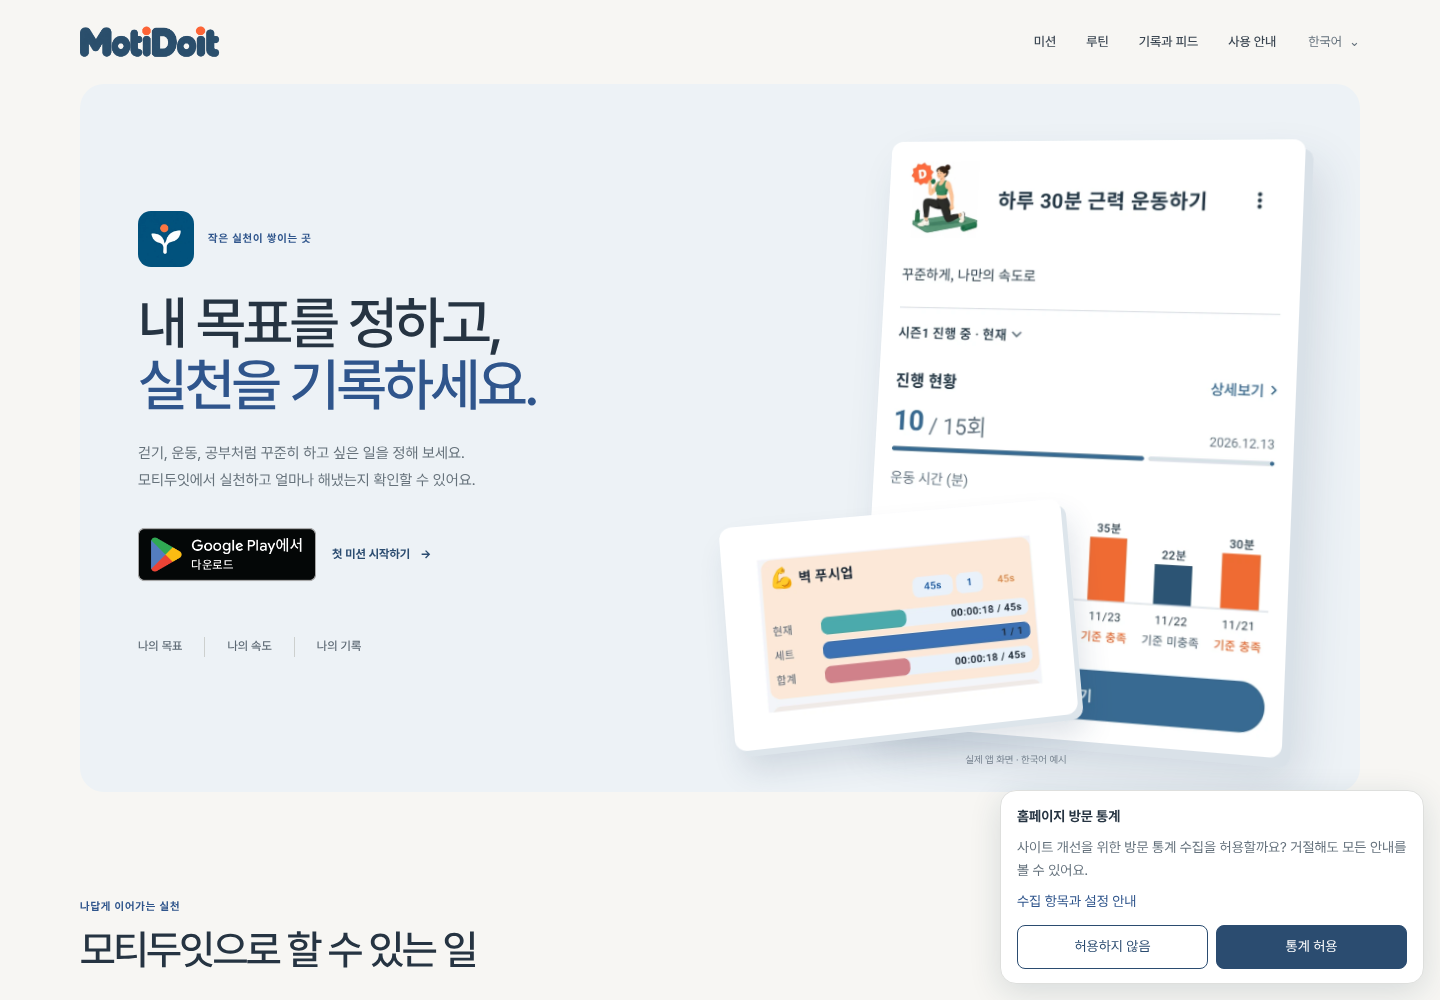 MotiDoit
미션
루틴
기록과 피드
사용 안내
한국어
작은 실천이 쌓이는 곳
내 목표를 정하고,
실천을 기록하세요.
걷기, 운동, 공부처럼 꾸준히 하고 싶은 일을 정해 보세요.
모티두잇에서 실천하고 얼마나 해냈는지 확인할 수 있어요.
Google Play에서
다운로드
첫 미션 시작하기 →
나의 목표
나의 속도
나의 기록
D
하루 30분 근력 운동하기
꾸준하게, 나만의 속도로
시즌1 진행 중 · 현재
진행 현황
상세보기
10 / 15회
2026.12.13
운동 시간 (분)
35분
22분
30분
11/23
11/22
11/21
기준 충족
기준 미충족
기준 충족
기
벽 푸시업
45s
1
45s
현재
00:00:18 / 45s
세트
1 / 1
합계
00:00:18 / 45s
실제 앱 화면 · 한국어 예시
홈페이지 방문 통계
사이트 개선을 위한 방문 통계 수집을 허용할까요? 거절해도 모든 안내를
볼 수 있어요.
수집 항목과 설정 안내
허용하지 않음
통계 허용
나답게 이어가는 실천
모티두잇으로 할 수 있는 일